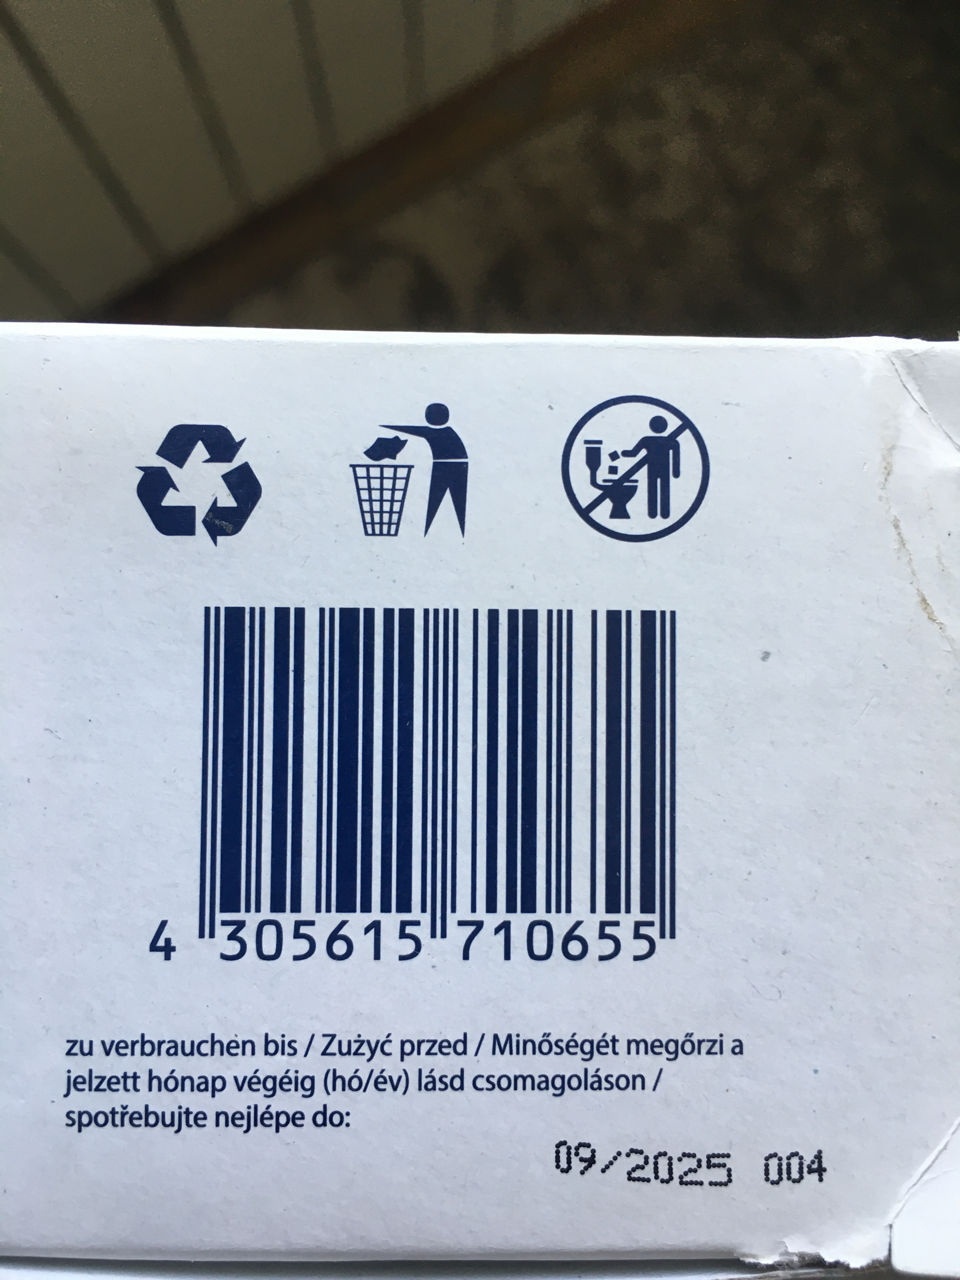 4 305615 710655
zu verbrauchen bis / Zużyć przed / Minőségét megőrzi a
jelzett hónap végéig (hó/év) lásd csomagoláson /
spotřebujte nejlépe do:
09/2025 004